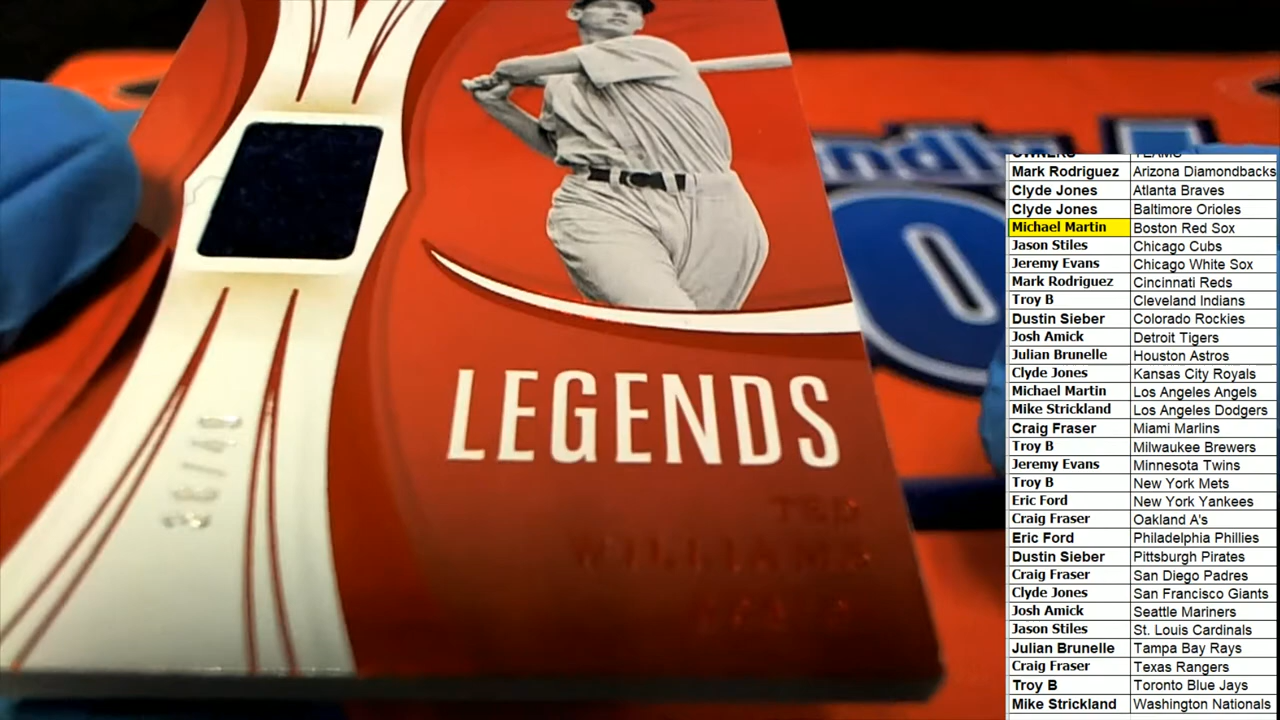 LEGENDS
TED
WILLIAMS
OWNERS TEAMS
Mark Rodriguez Arizona Diamondbacks
Clyde Jones Atlanta Braves
Clyde Jones Baltimore Orioles
Michael Martin Boston Red Sox
Jason Stiles Chicago Cubs
Jeremy Evans Chicago White Sox
Mark Rodriguez Cincinnati Reds
Troy B Cleveland Indians
Dustin Sieber Colorado Rockies
Josh Amick Detroit Tigers
Julian Brunelle Houston Astros
Clyde Jones Kansas City Royals
Michael Martin Los Angeles Angels
Mike Strickland Los Angeles Dodgers
Craig Fraser Miami Marlins
Troy B Milwaukee Brewers
Jeremy Evans Minnesota Twins
Troy B New York Mets
Eric Ford New York Yankees
Craig Fraser Oakland A's
Eric Ford Philadelphia Phillies
Dustin Sieber Pittsburgh Pirates
Craig Fraser San Diego Padres
Clyde Jones San Francisco Giants
Josh Amick Seattle Mariners
Jason Stiles St. Louis Cardinals
Julian Brunelle Tampa Bay Rays
Craig Fraser Texas Rangers
Troy B Toronto Blue Jays
Mike Strickland Washington Nationals